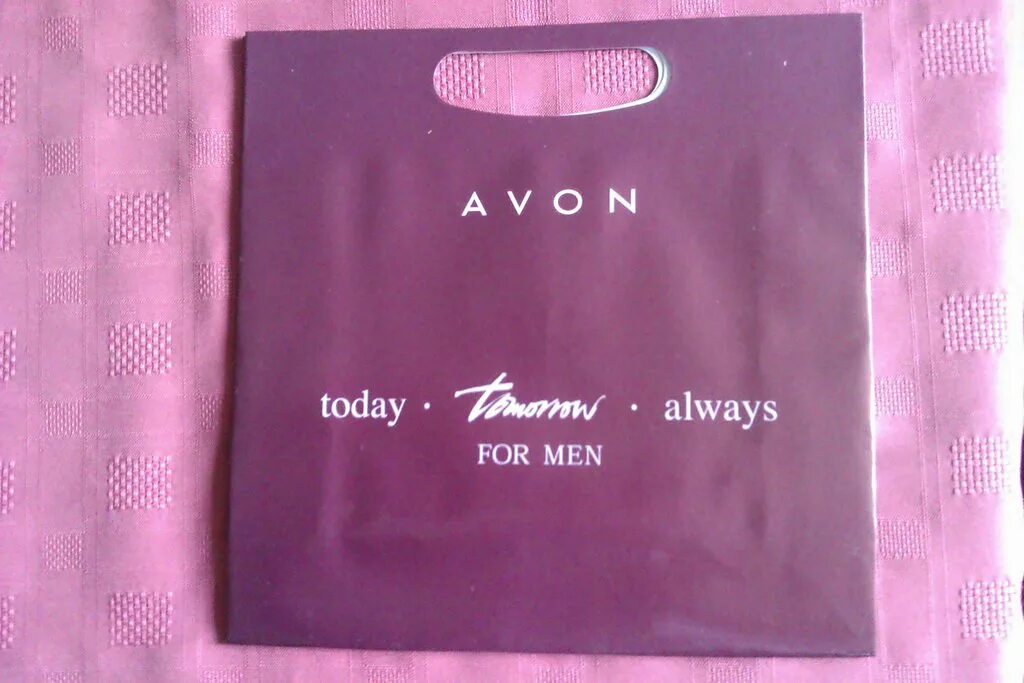 AVON
today · tomorrow · always
FOR MEN